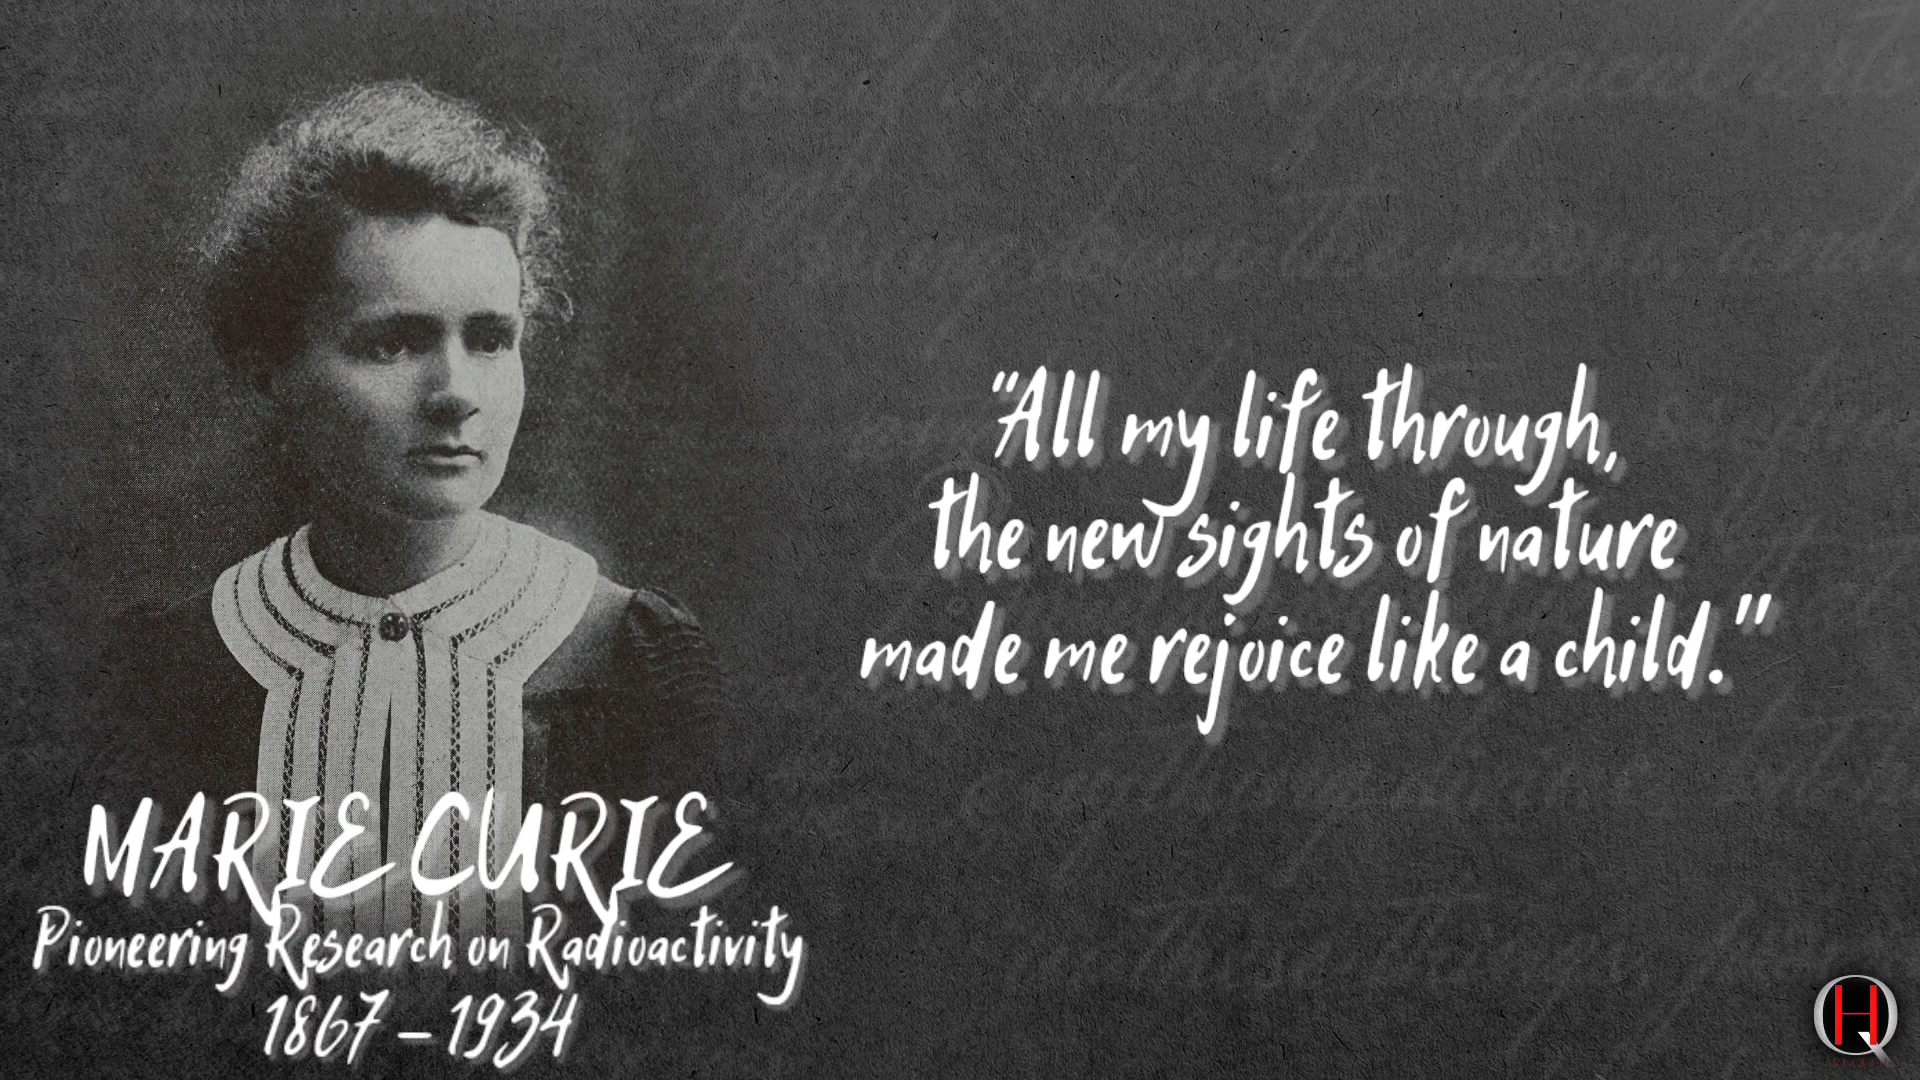 “All my life through,
the new sights of nature
made me rejoice like a child.”
MARIE CURIE
Pioneering Research on Radioactivity
1867 – 1934
HQ